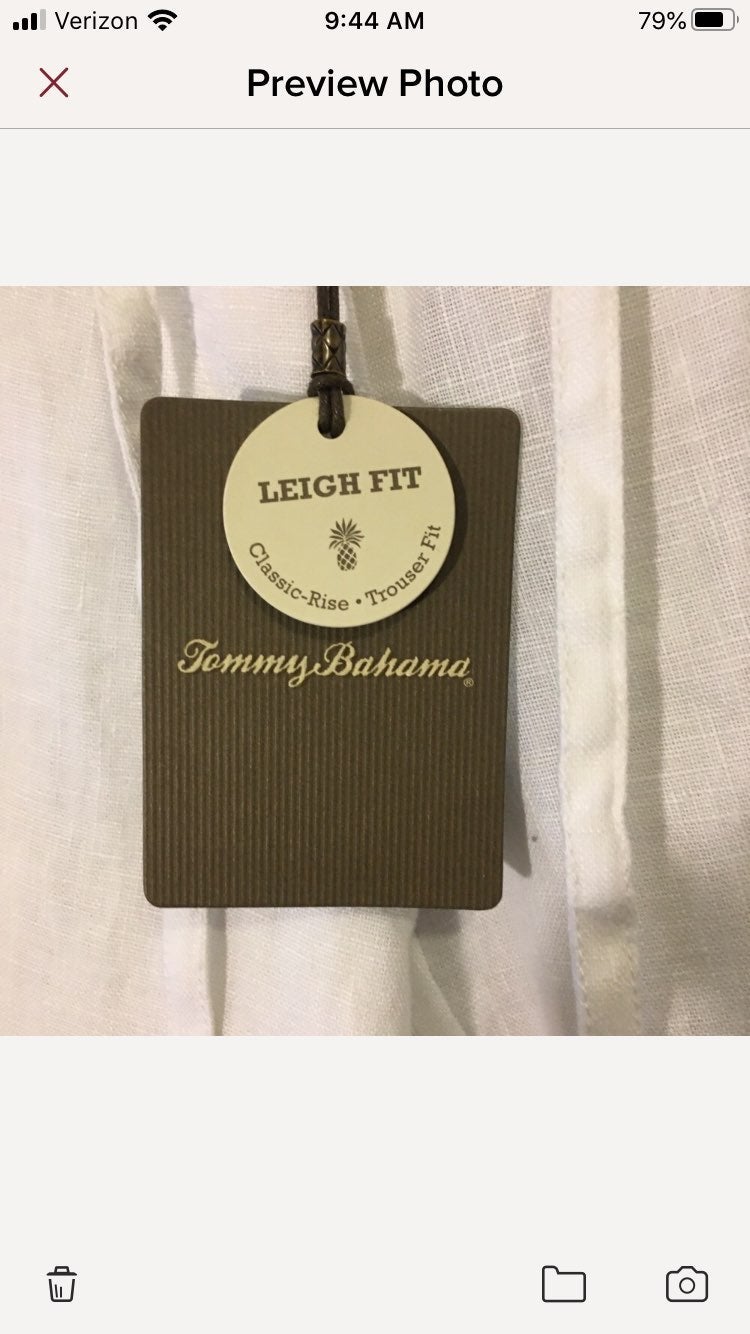 Verizon 9:44 AM 79%
Preview Photo
LEIGH FIT
Classic-Rise • Trouser Fit
Tommy Bahama®